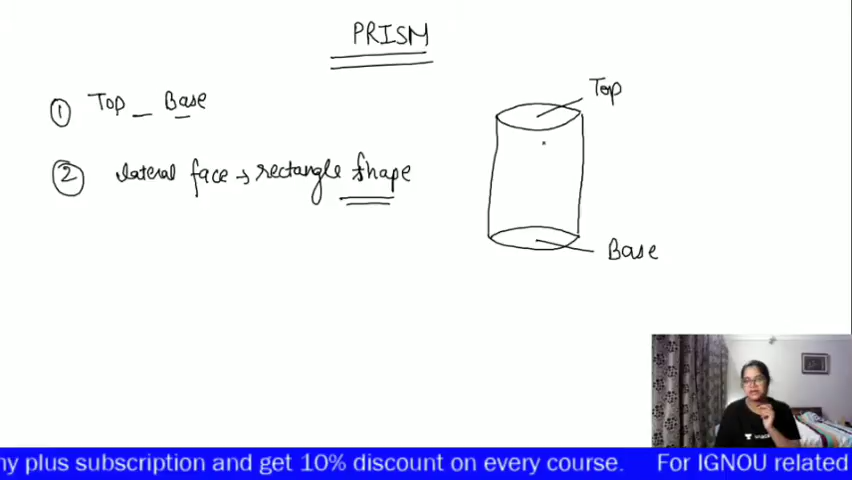 PRISM
① Top _ Base
② lateral face → rectangle shape
Top
Base
ny plus subscription and get 10% discount on every course. For IGNOU related